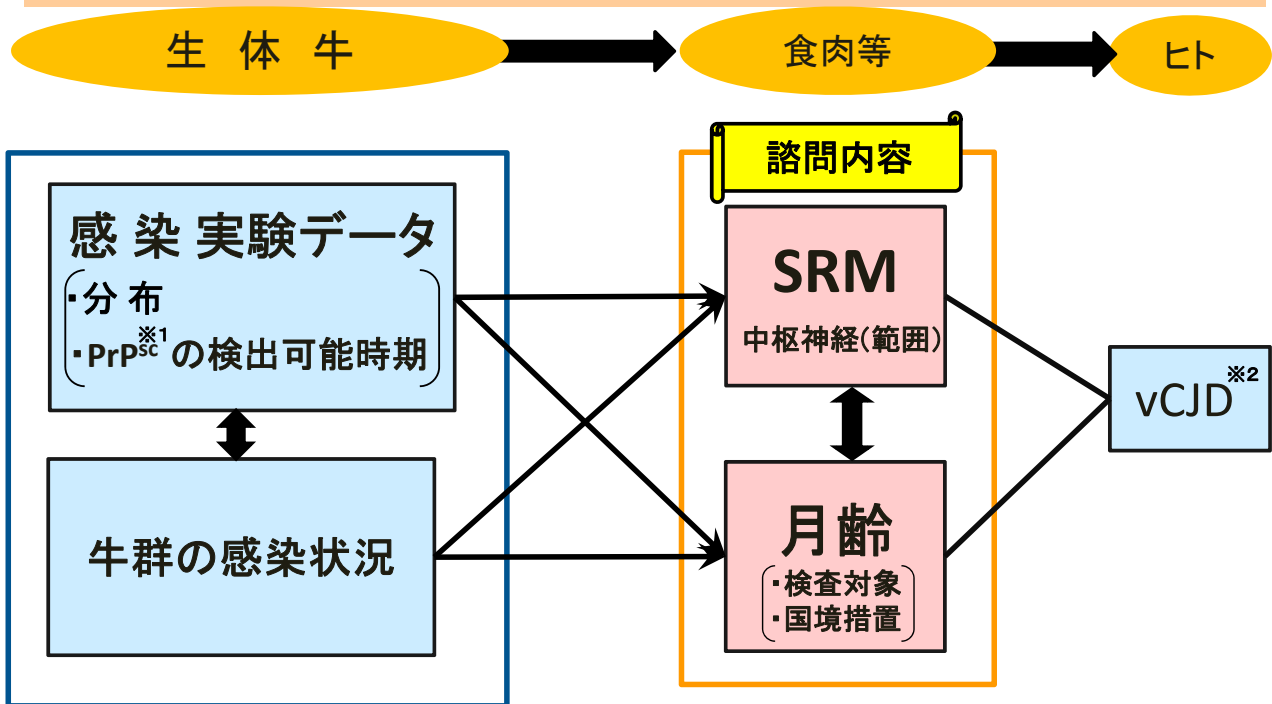 生 体 牛
食肉等
ヒト
諮問内容
感 染 実験データ
・分 布
・PrPsc※1の検出可能時期
牛群の感染状況
SRM
中枢神経(範囲)
月齢
・検査対象
・国境措置
vCJD※2